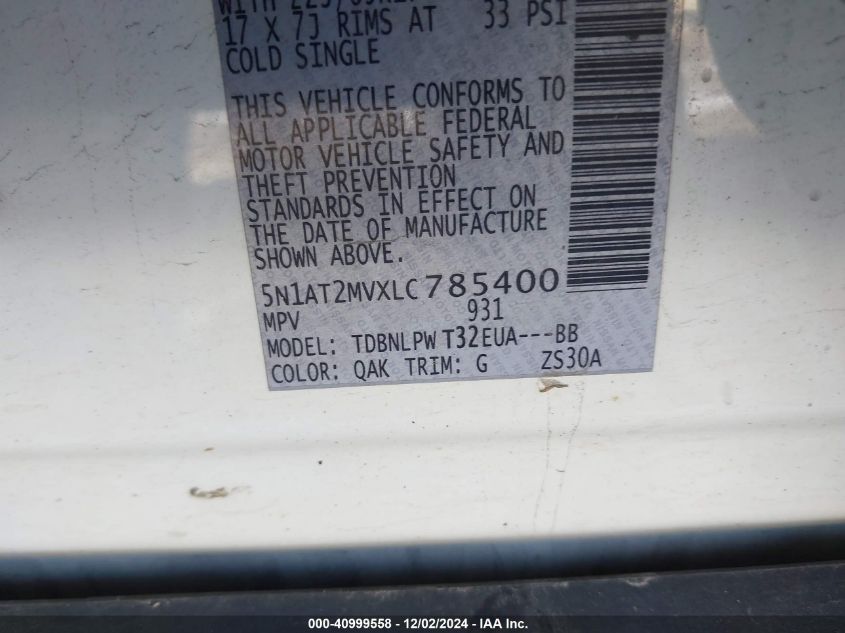 17 X 7J RIMS AT 33 PSI
COLD SINGLE
THIS VEHICLE CONFORMS TO
ALL APPLICABLE FEDERAL
MOTOR VEHICLE SAFETY AND
THEFT PREVENTION
STANDARDS IN EFFECT ON
THE DATE OF MANUFACTURE
SHOWN ABOVE.
5N1AT2MVXLC785400
MPV 931
MODEL: TDBNLPW T32EUA---BB
COLOR: QAK TRIM: G ZS30A
000-40999558 - 12/02/2024 - © IAA, Inc.